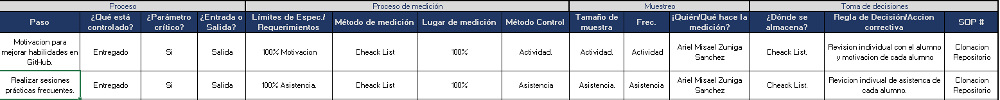 Proceso Proceso de medición Muestreo Toma de decisiones
Paso ¿Qué está controlado? ¿Parámetro crítico? ¿Entrada o Salida? Límites de Espec./ Requerimientos Método de medición Lugar de medición Método Control Tamaño de muestra Frec. ¡Quién/Qué hace la medición? ¿Dónde se almacena? Regla de Decisión/Accion correctiva SOP #
Motivacion para mejorar habilidades en GitHub. Entregado Si Salida 100% Motivacion Cheack List 100% Actividad. Actividad. Actividad Ariel Misael Zuniga Sanchez Cheack List. Revision individual con el alumno y motivacion de cada alumno Clonacion Repositorio
Realizar sesiones prácticas frecuentes. Entregado Si Salida 100% Asistencia. Cheack List 100% Asistencia Asistencia. Asistencia Ariel Misael Zuniga Sanchez Cheack List. Revicion indivual de asistenca de cada alumno. Clonacion Repositorio